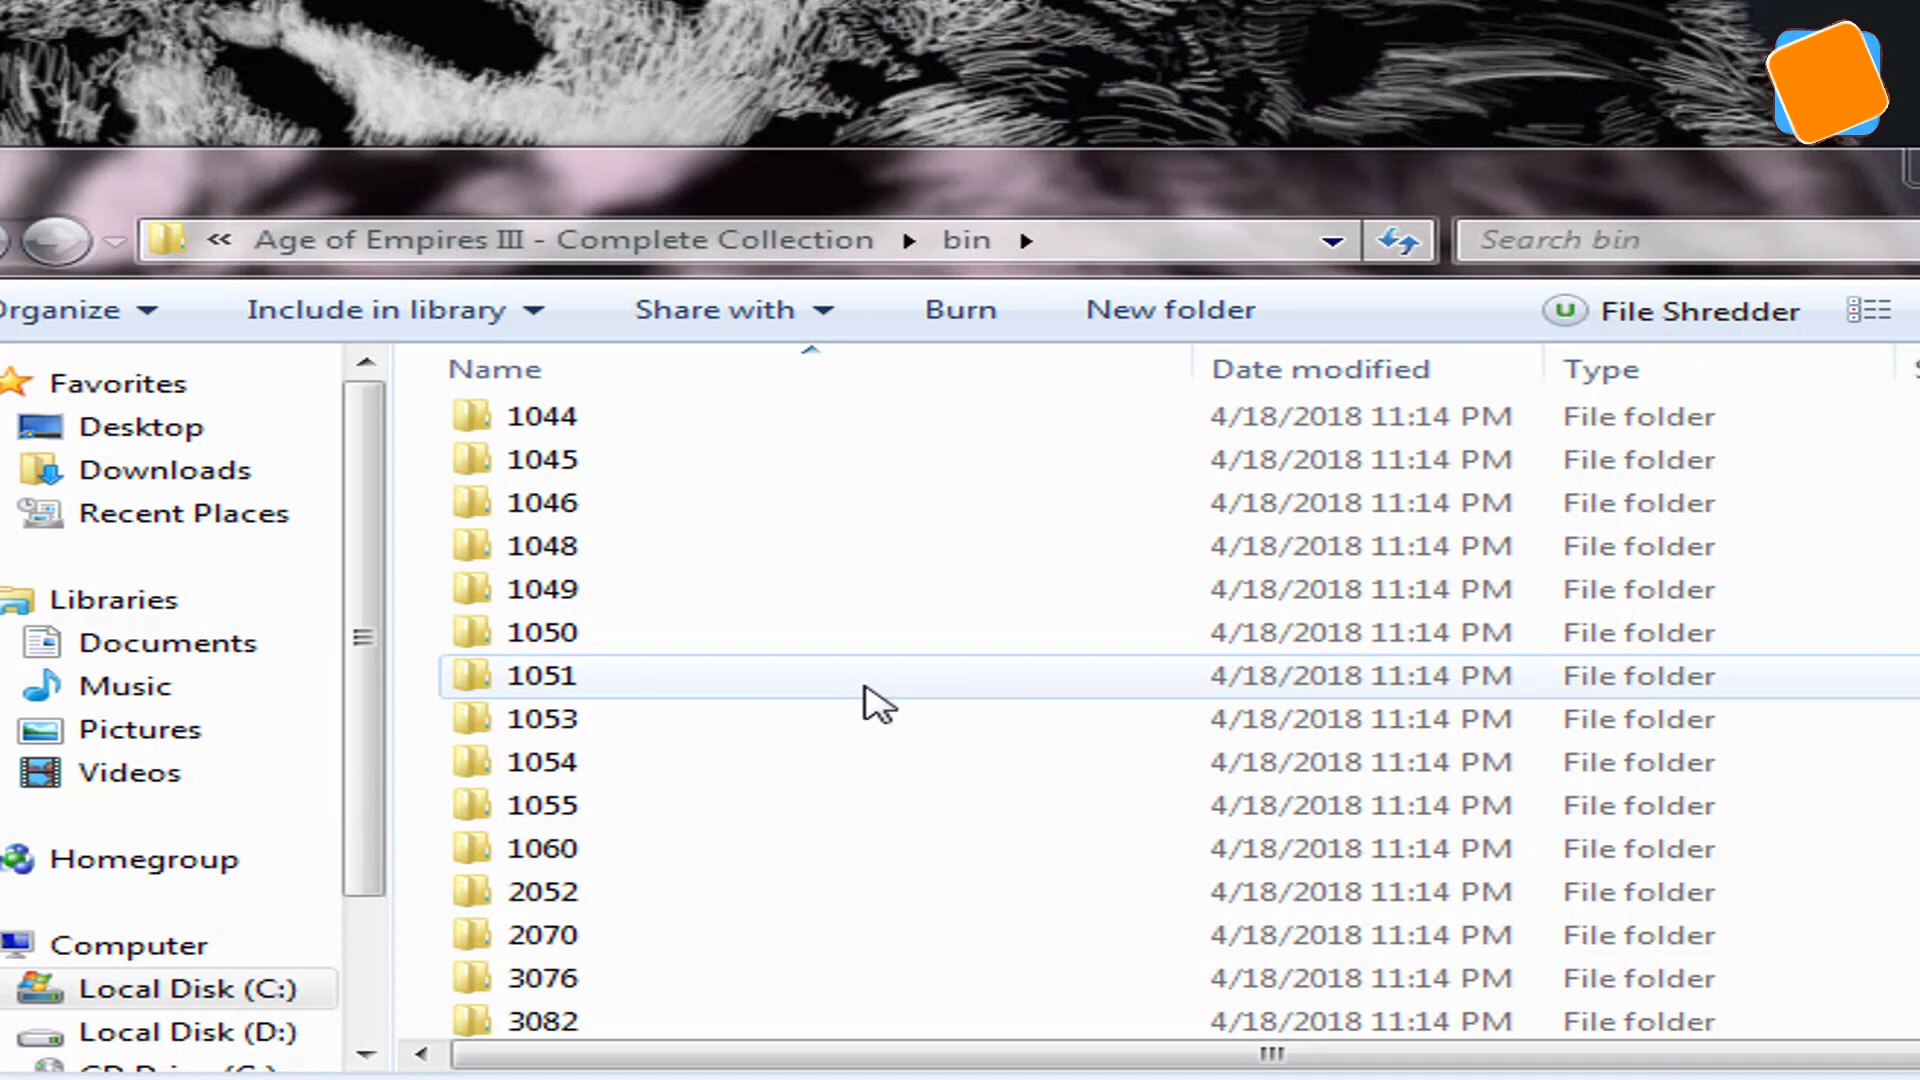 « Age of Empires III - Complete Collection ▸ bin ▸
Search bin
Organize
Include in library
Share with
Burn
New folder
U File Shredder
Name
Date modified
Type
Favorites
Desktop
Downloads
Recent Places
Libraries
Documents
Music
Pictures
Videos
Homegroup
Computer
Local Disk (C:)
Local Disk (D:)
1044 4/18/2018 11:14 PM File folder
1045 4/18/2018 11:14 PM File folder
1046 4/18/2018 11:14 PM File folder
1048 4/18/2018 11:14 PM File folder
1049 4/18/2018 11:14 PM File folder
1050 4/18/2018 11:14 PM File folder
1051 4/18/2018 11:14 PM File folder
1053 4/18/2018 11:14 PM File folder
1054 4/18/2018 11:14 PM File folder
1055 4/18/2018 11:14 PM File folder
1060 4/18/2018 11:14 PM File folder
2052 4/18/2018 11:14 PM File folder
2070 4/18/2018 11:14 PM File folder
3076 4/18/2018 11:14 PM File folder
3082 4/18/2018 11:14 PM File folder